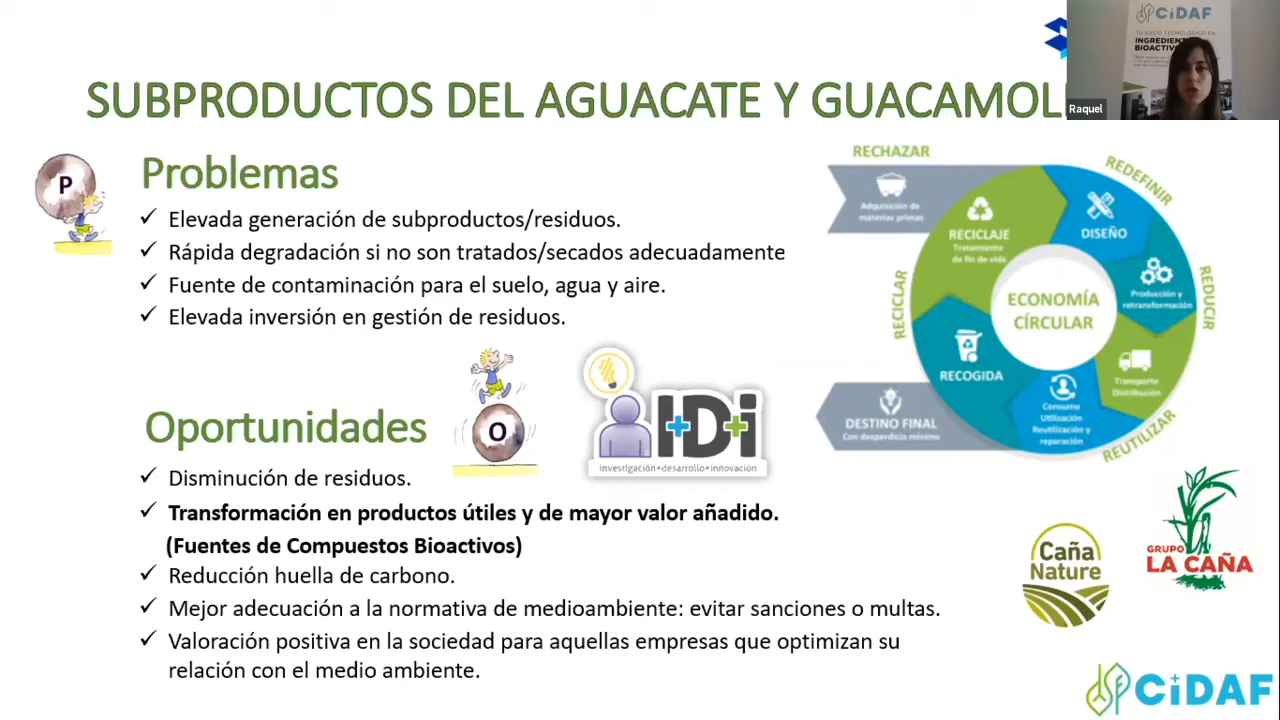 SUBPRODUCTOS DEL AGUACATE Y GUACAMOL
CiDAF
TU SOCIO TECNOLÓGICO EN
Raquel
P
Problemas
✓ Elevada generación de subproductos/residuos.
✓ Rápida degradación si no son tratados/secados adecuadamente
✓ Fuente de contaminación para el suelo, agua y aire.
✓ Elevada inversión en gestión de residuos.
RECHAZAR
Adquisición de
materias primas
REDEFINIR
RECICLAJE
Tratamiento
de fin de vida
DISEÑO
Producción y
retransformación
REDUCIR
RECICLAR
ECONOMÍA
CÍRCULAR
RECOGIDA
Transporte
Distribución
Consumo
Utilización
Reutilización y
reparación
REUTILIZAR
DESTINO FINAL
Con desperdicio mínimo
I+D+i
investigación+desarrollo+innovación
Oportunidades
O
✓ Disminución de residuos.
✓ Transformación en productos útiles y de mayor valor añadido.
(Fuentes de Compuestos Bioactivos)
✓ Reducción huella de carbono.
✓ Mejor adecuación a la normativa de medioambiente: evitar sanciones o multas.
✓ Valoración positiva en la sociedad para aquellas empresas que optimizan su
relación con el medio ambiente.
Caña
Nature
GRUPO
LA CAÑA
CiDAF